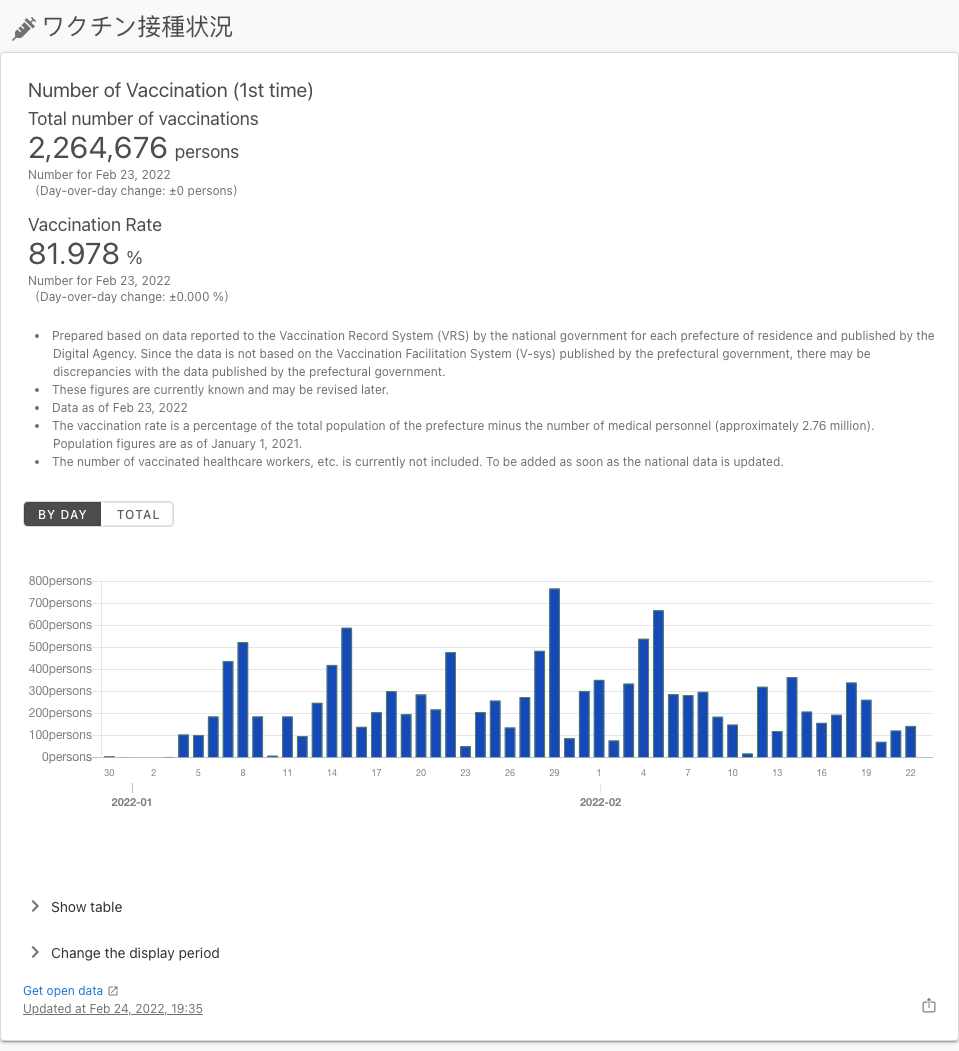 ワクチン接種状況
Number of Vaccination (1st time)
Total number of vaccinations
2,264,676 persons
Number for Feb 23, 2022
(Day-over-day change: ±0 persons)
Vaccination Rate
81.978 %
Number for Feb 23, 2022
(Day-over-day change: ±0.000 %)
• Prepared based on data reported to the Vaccination Record System (VRS) by the national government for each prefecture of residence and published by the
Digital Agency. Since the data is not based on the Vaccination Facilitation System (V-sys) published by the prefectural government, there may be
discrepancies with the data published by the prefectural government.
• These figures are currently known and may be revised later.
• Data as of Feb 23, 2022
• The vaccination rate is a percentage of the total population of the prefecture minus the number of medical personnel (approximately 2.76 million).
Population figures are as of January 1, 2021.
• The number of vaccinated healthcare workers, etc. is currently not included. To be added as soon as the national data is updated.
BY DAY TOTAL
800persons
700persons
600persons
500persons
400persons
300persons
200persons
100persons
0persons
30 2 5 8 11 14 17 20 23 26 29 1 4 7 10 13 16 19 22
2022-01 2022-02
Show table
Change the display period
Get open data
Updated at Feb 24, 2022, 19:35